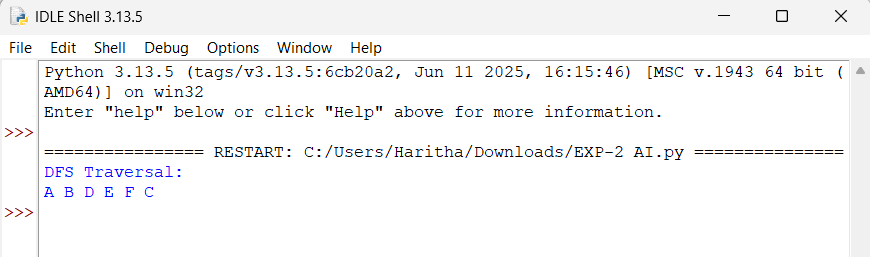 IDLE Shell 3.13.5
File Edit Shell Debug Options Window Help
Python 3.13.5 (tags/v3.13.5:6cb20a2, Jun 11 2025, 16:15:46) [MSC v.1943 64 bit (
AMD64)] on win32
Enter "help" below or click "Help" above for more information.
>>>
================ RESTART: C:/Users/Haritha/Downloads/EXP-2 AI.py ===============
DFS Traversal:
A B D E F C
>>>